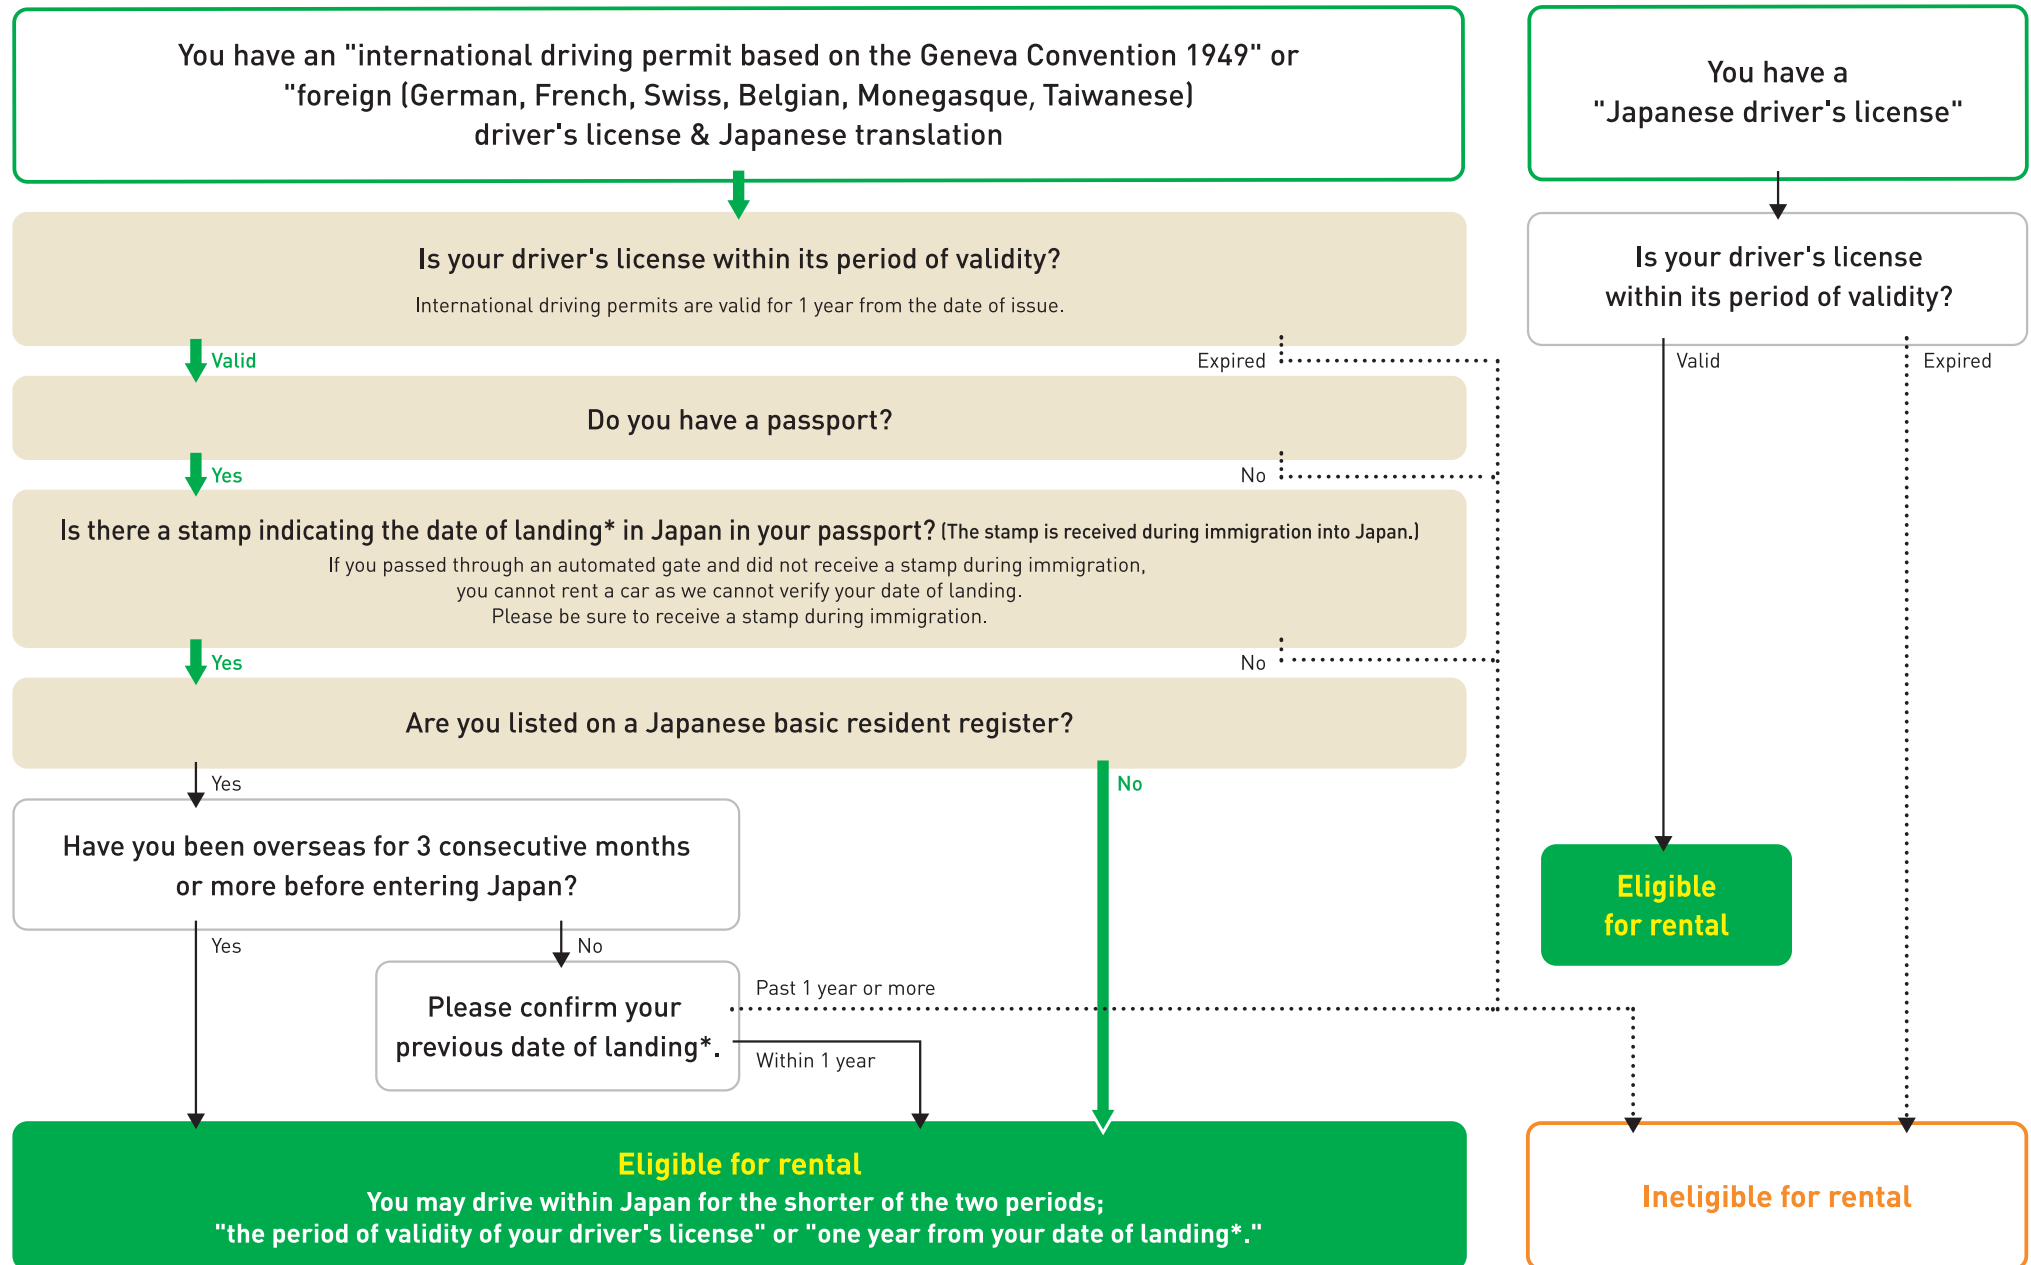 You have an "international driving permit based on the Geneva Convention 1949" or
"foreign (German, French, Swiss, Belgian, Monegasque, Taiwanese)
driver's license & Japanese translation
You have a
"Japanese driver's license"
Is your driver's license within its period of validity?
International driving permits are valid for 1 year from the date of issue.
Is your driver's license
within its period of validity?
Valid
Expired
Valid
Expired
Do you have a passport?
Yes
No
Is there a stamp indicating the date of landing* in Japan in your passport? (The stamp is received during immigration into Japan.)
If you passed through an automated gate and did not receive a stamp during immigration,
you cannot rent a car as we cannot verify your date of landing.
Please be sure to receive a stamp during immigration.
Yes
No
Are you listed on a Japanese basic resident register?
Yes
No
Have you been overseas for 3 consecutive months
or more before entering Japan?
Yes
No
Eligible
for rental
Please confirm your
previous date of landing*.
Past 1 year or more
Within 1 year
Eligible for rental
You may drive within Japan for the shorter of the two periods;
"the period of validity of your driver's license" or "one year from your date of landing*."
Ineligible for rental